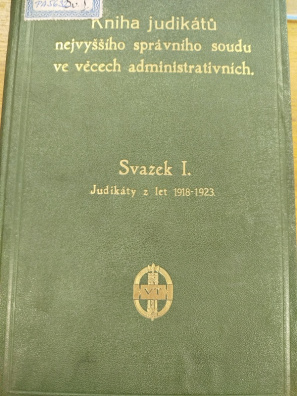 Kniha judikátů
nejvyššího správního soudu
ve věcech administrativních.
Svazek I.
Judikáty z let 1918-1923.